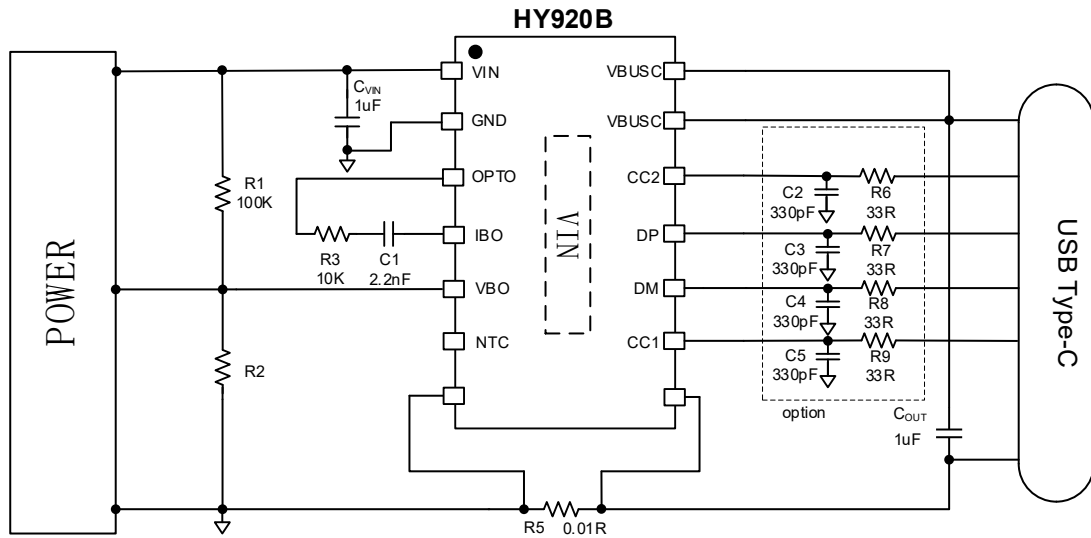 HY920B
POWER
VIN
GND
OPTO
IBO
VBO
NTC
VIN
VBUSC
VBUSC
CC2
DP
DM
CC1
CVIN
1uF
R1
100K
R3
10K
C1
2.2nF
R2
C2
330pF
R6
33R
C3
330pF
R7
33R
C4
330pF
R8
33R
C5
330pF
R9
33R
option
COUT
1uF
R5
0.01R
USB Type-C